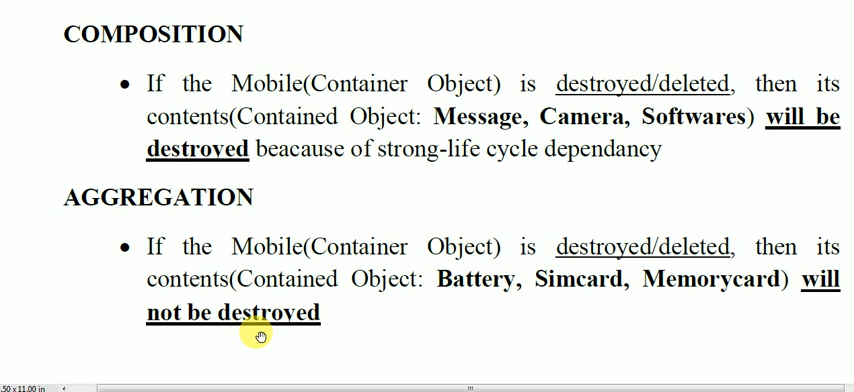 COMPOSITION
• If the Mobile(Container Object) is destroyed/deleted, then its
contents(Contained Object: Message, Camera, Softwares) will be
destroyed beacause of strong-life cycle dependancy
AGGREGATION
• If the Mobile(Container Object) is destroyed/deleted, then its
contents(Contained Object: Battery, Simcard, Memorycard) will
not be destroyed
.50 x 11.00 in